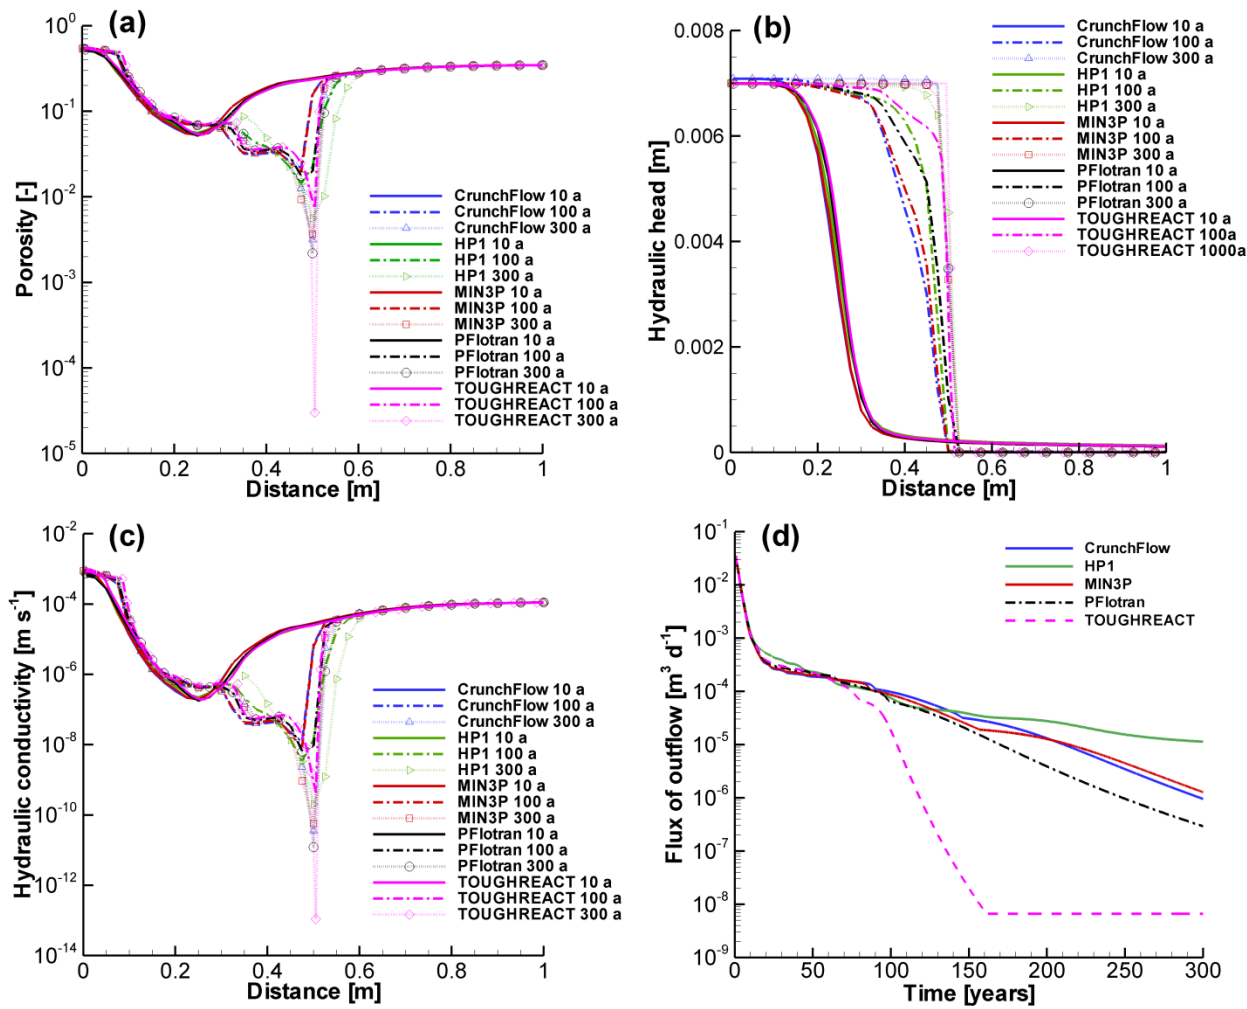 (a)
10⁰
10⁻¹
10⁻²
10⁻³
10⁻⁴
10⁻⁵
Porosity [-]
CrunchFlow 10 a
CrunchFlow 100 a
CrunchFlow 300 a
HP1 10 a
HP1 100 a
HP1 300 a
MIN3P 10 a
MIN3P 100 a
MIN3P 300 a
PFlotran 10 a
PFlotran 100 a
PFlotran 300 a
TOUGHREACT 10 a
TOUGHREACT 100 a
TOUGHREACT 300 a
0 0.2 0.4 0.6 0.8 1
Distance [m]
(b)
0.008
0.006
0.004
0.002
0
Hydraulic head [m]
CrunchFlow 10 a
CrunchFlow 100 a
CrunchFlow 300 a
HP1 10 a
HP1 100 a
HP1 300 a
MIN3P 10 a
MIN3P 100 a
MIN3P 300 a
PFlotran 10 a
PFlotran 100 a
PFlotran 300 a
TOUGHREACT 10 a
TOUGHREACT 100a
TOUGHREACT 1000a
0 0.2 0.4 0.6 0.8 1
Distance [m]
(c)
10⁻²
10⁻⁴
10⁻⁶
10⁻⁸
10⁻¹⁰
10⁻¹²
10⁻¹⁴
Hydraulic conductivity [m s⁻¹]
CrunchFlow 10 a
CrunchFlow 100 a
CrunchFlow 300 a
HP1 10 a
HP1 100 a
HP1 300 a
MIN3P 10 a
MIN3P 100 a
MIN3P 300 a
PFlotran 10 a
PFlotran 100 a
PFlotran 300 a
TOUGHREACT 10 a
TOUGHREACT 100 a
TOUGHREACT 300 a
0 0.2 0.4 0.6 0.8 1
Distance [m]
(d)
10⁻¹
10⁻²
10⁻³
10⁻⁴
10⁻⁵
10⁻⁶
10⁻⁷
10⁻⁸
10⁻⁹
Flux of outflow [m³ d⁻¹]
CrunchFlow
HP1
MIN3P
PFlotran
TOUGHREACT
0 50 100 150 200 250 300
Time [years]